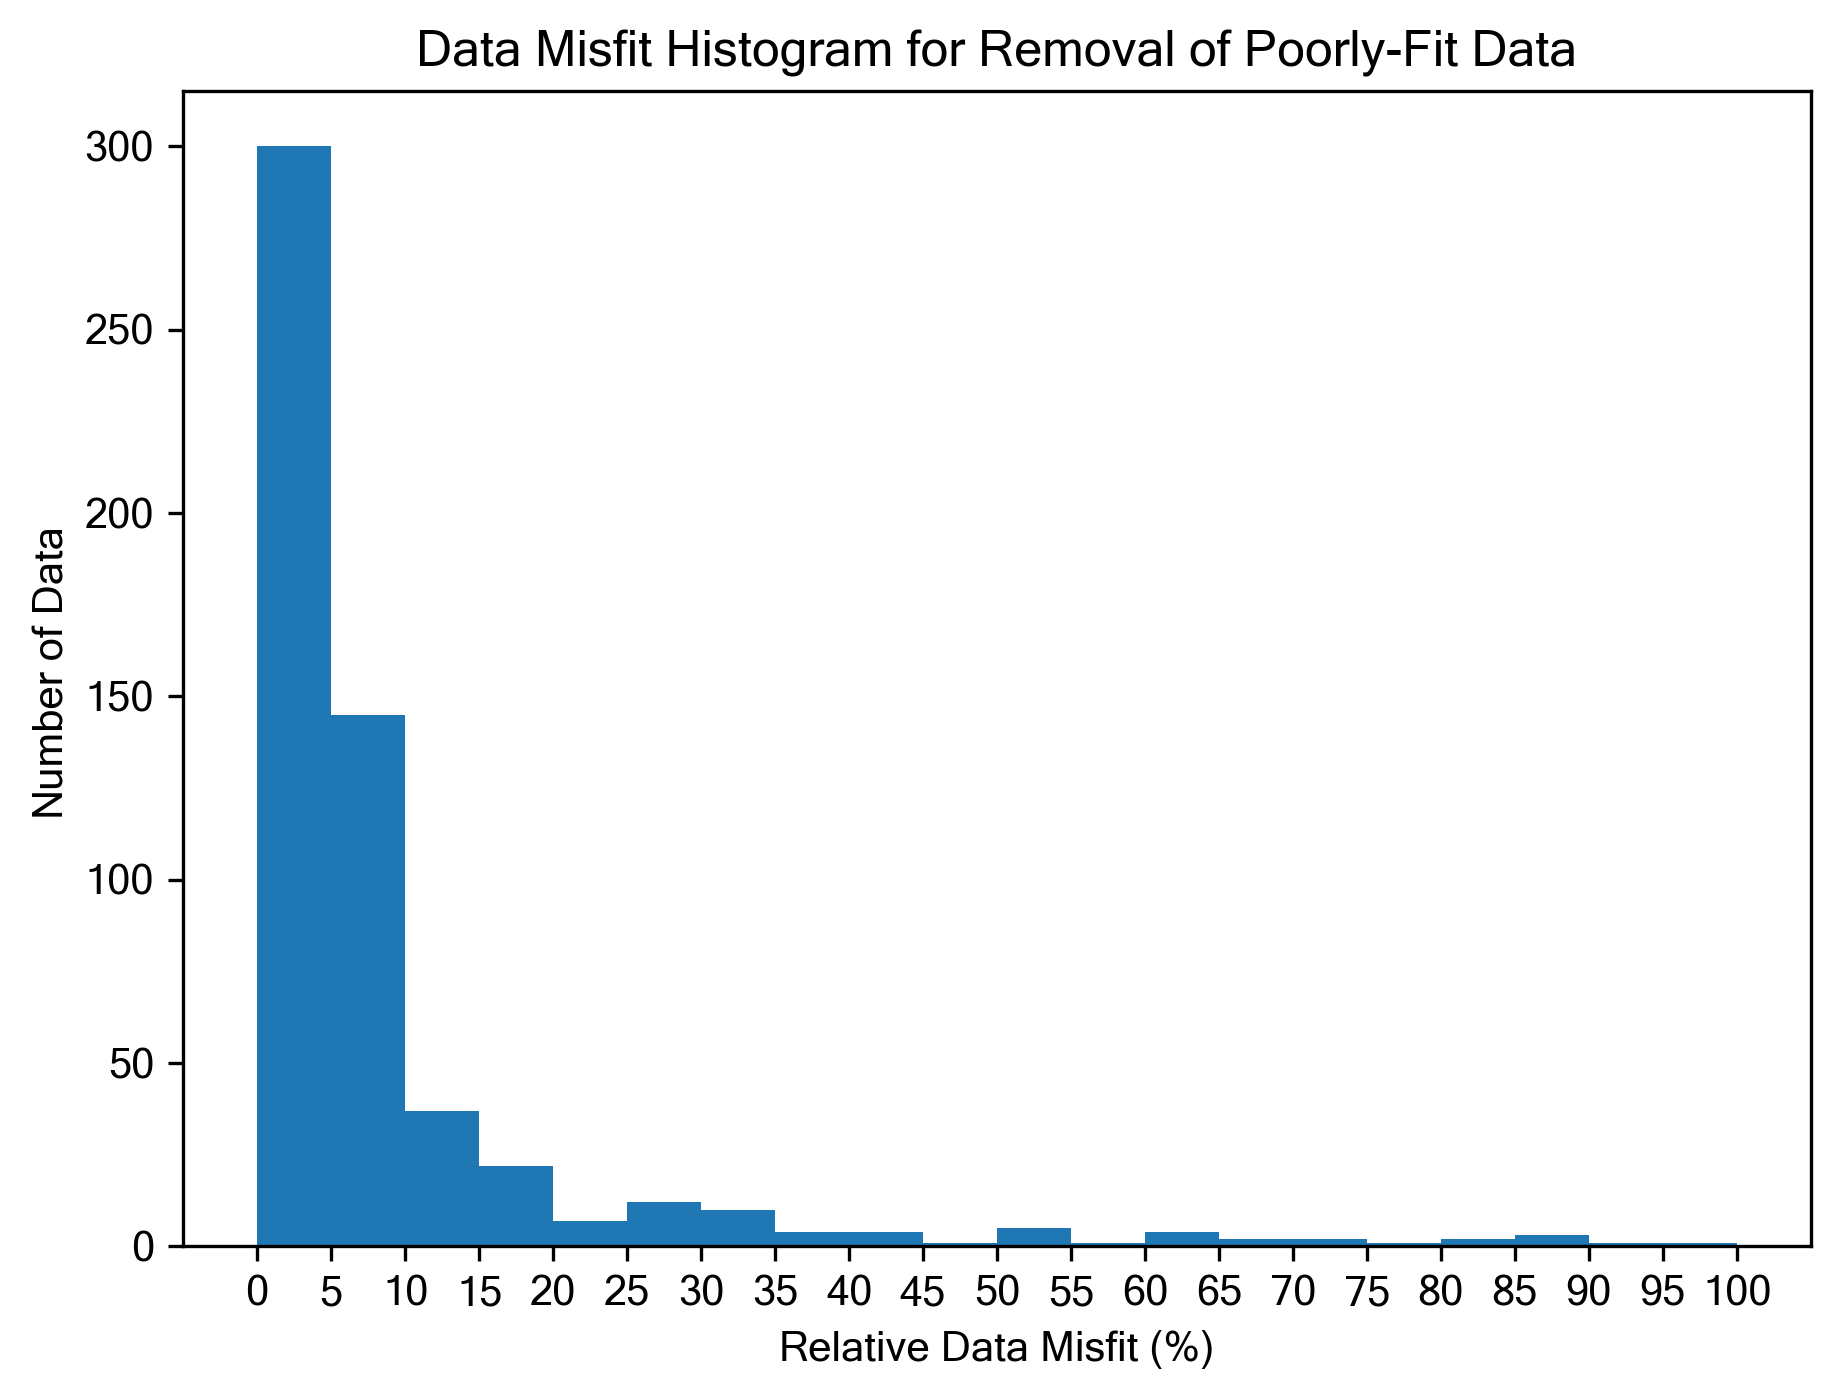 Data Misfit Histogram for Removal of Poorly-Fit Data
Number of Data
300
250
200
150
100
50
0
0 5 10 15 20 25 30 35 40 45 50 55 60 65 70 75 80 85 90 95 100
Relative Data Misfit (%)